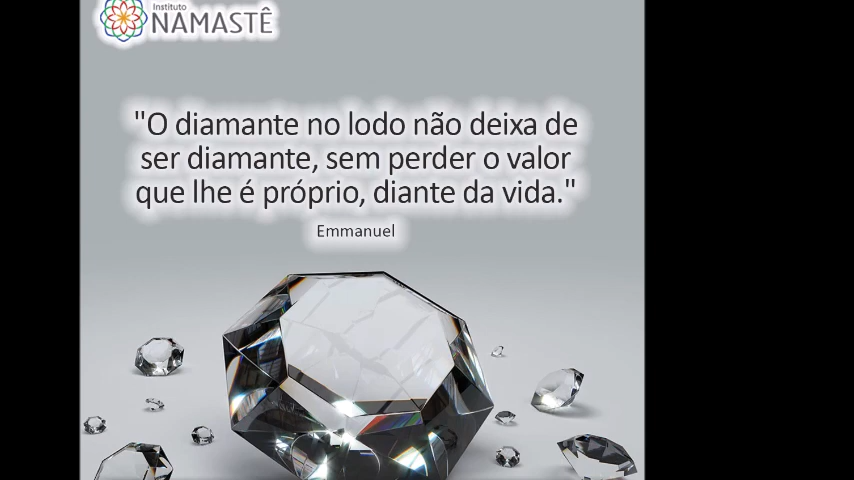 Instituto
NAMASTÊ
"O diamante no lodo não deixa de
ser diamante, sem perder o valor
que lhe é próprio, diante da vida."
Emmanuel